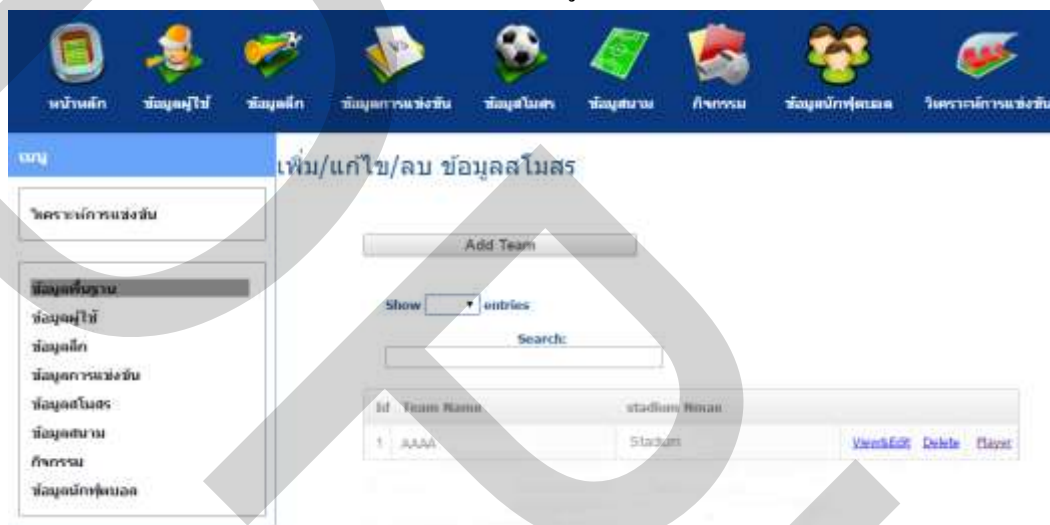 หน้าหลัก ข้อมูลผู้ใช้ ข้อมูลลีก ข้อมูลการแข่งขัน ข้อมูลสโมสร ข้อมูลสนาม กิจกรรม ข้อมูลนักฟุตบอล วิเคราะห์การแข่งขัน
เมนู
เพิ่ม/แก้ไข/ลบ ข้อมูลสโมสร
วิเคราะห์การแข่งขัน
Add Team
ข้อมูลพื้นฐาน
ข้อมูลผู้ใช้
ข้อมูลลีก
ข้อมูลการแข่งขัน
ข้อมูลสโมสร
ข้อมูลสนาม
กิจกรรม
ข้อมูลนักฟุตบอล
Show entries
Search:
Id Team Name stadium
1 AAAA Stadium View&Edit Delete Player